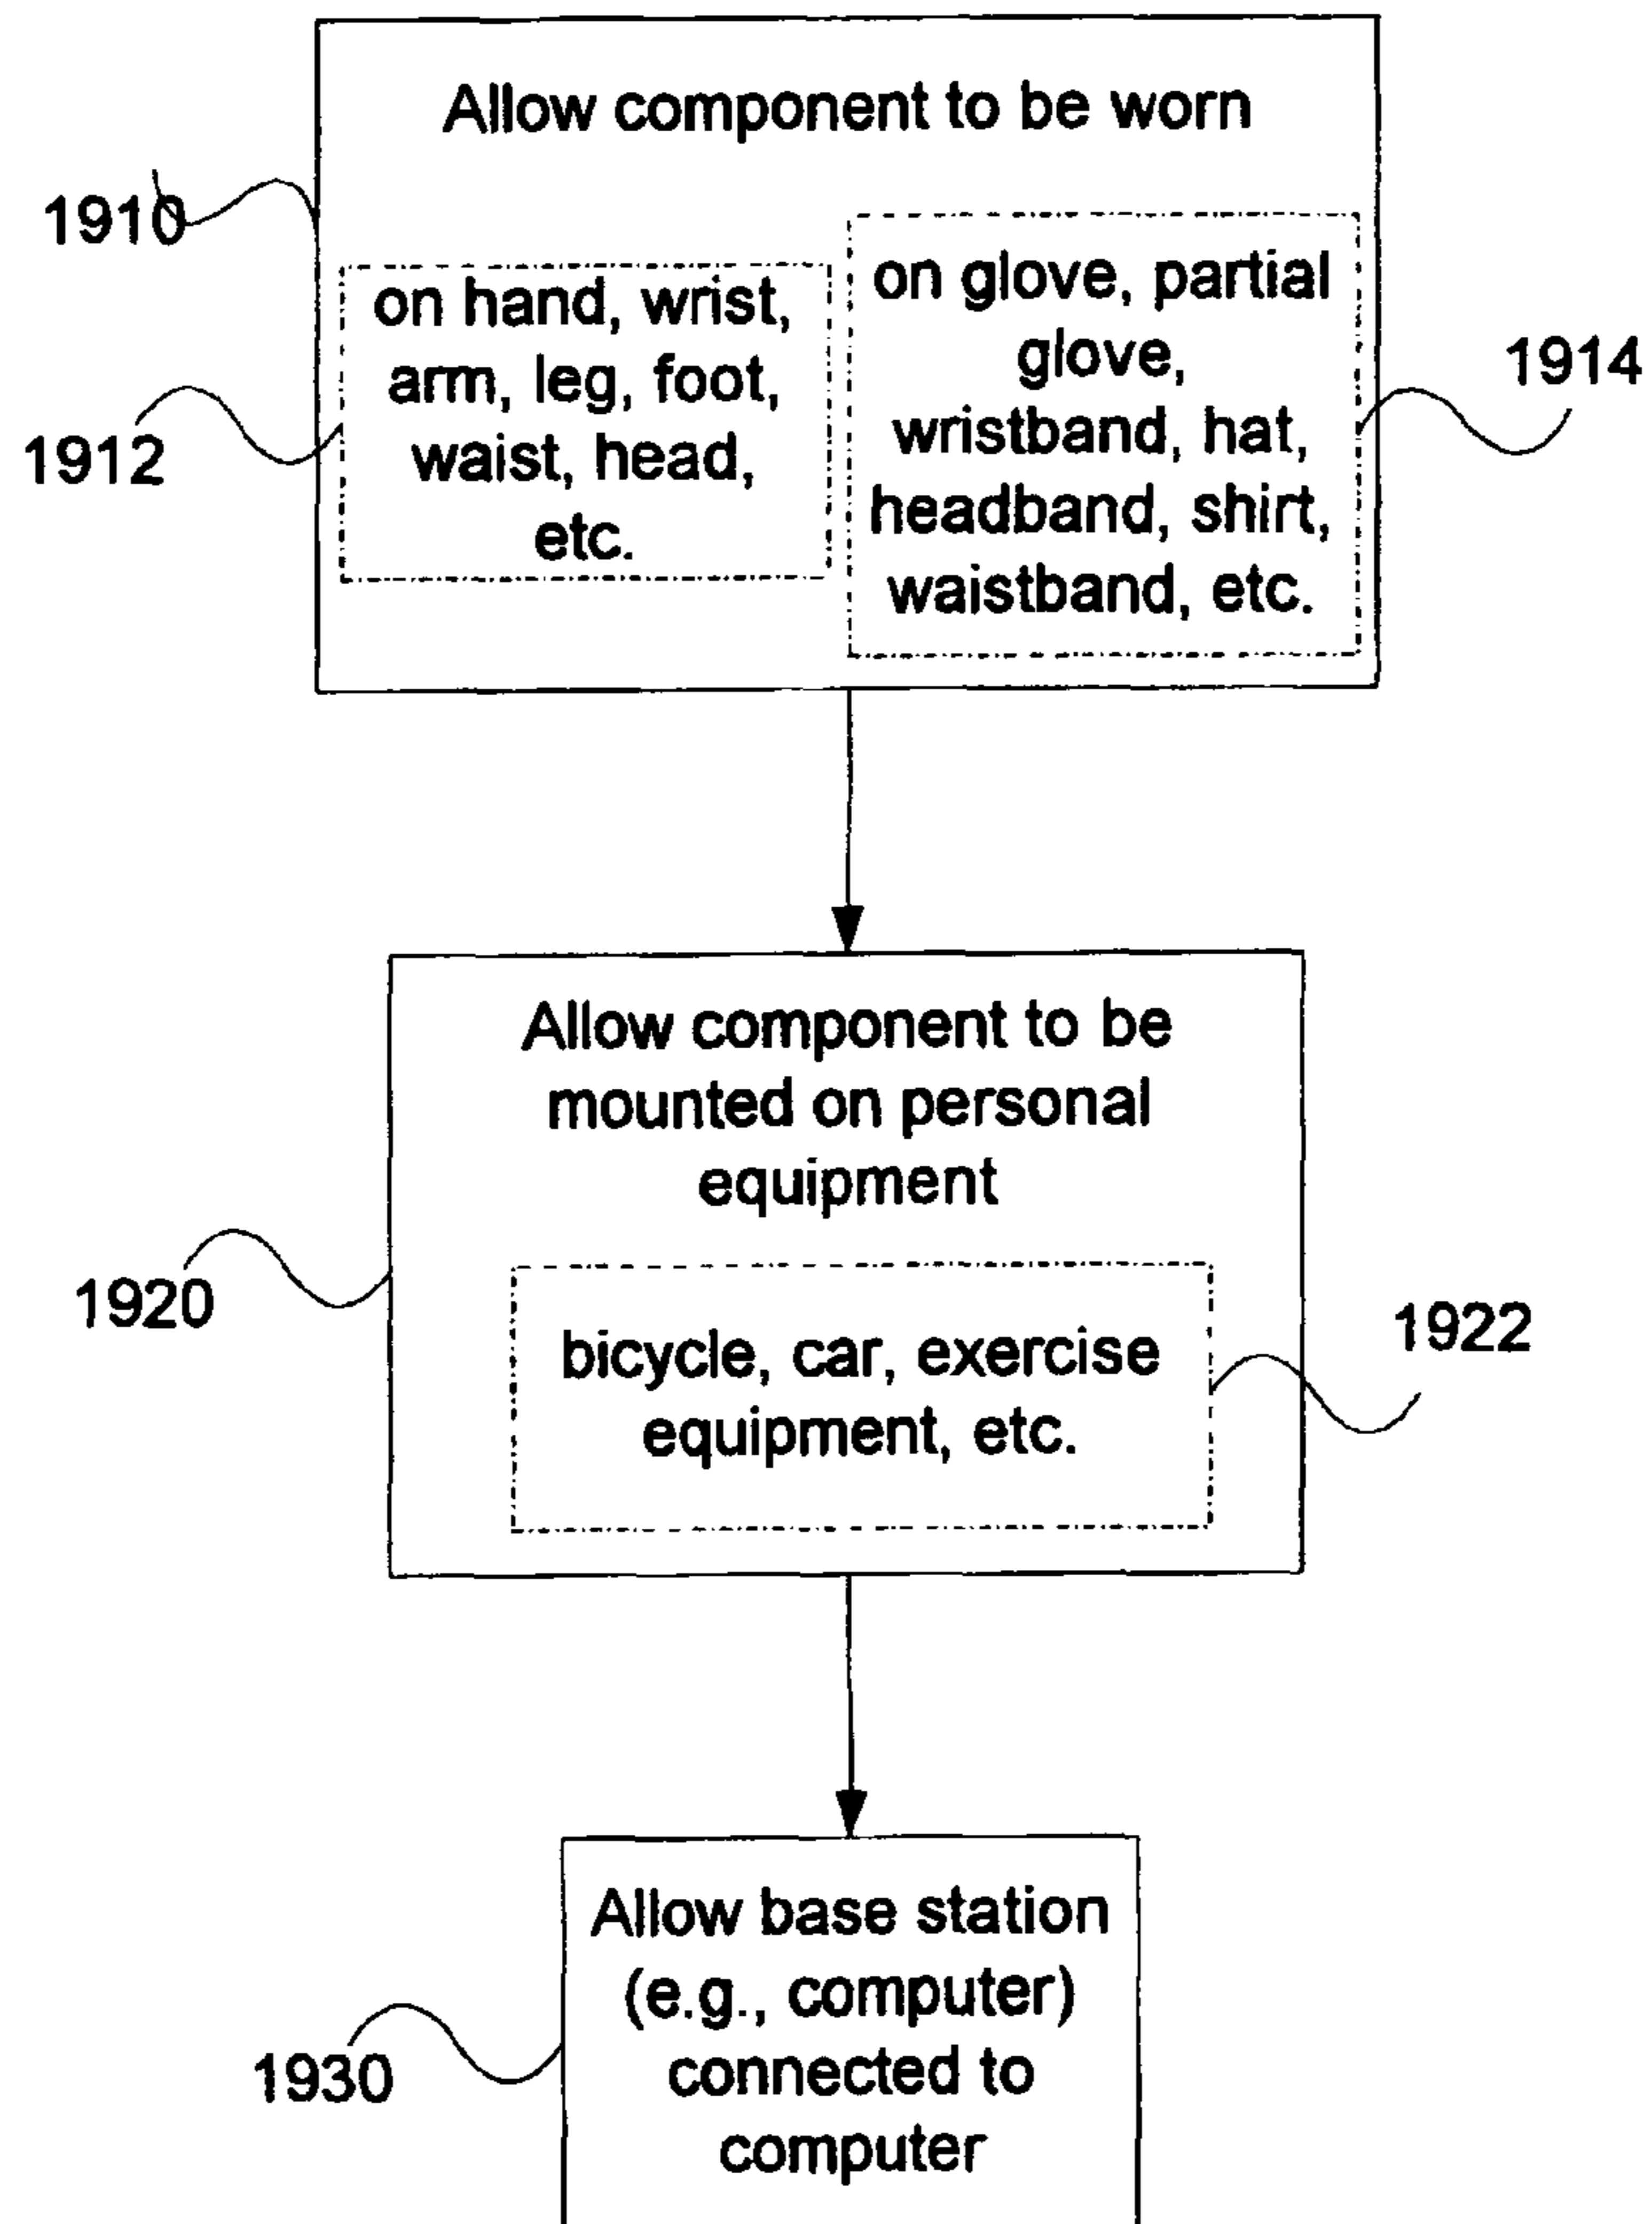 Allow component to be worn
1910
on hand, wrist,
arm, leg, foot,
waist, head,
etc.
1912
on glove, partial
glove,
wristband, hat,
headband, shirt,
waistband, etc.
1914
Allow component to be
mounted on personal
equipment
1920
bicycle, car, exercise
equipment, etc.
1922
Allow base station
(e.g., computer)
connected to
computer
1930